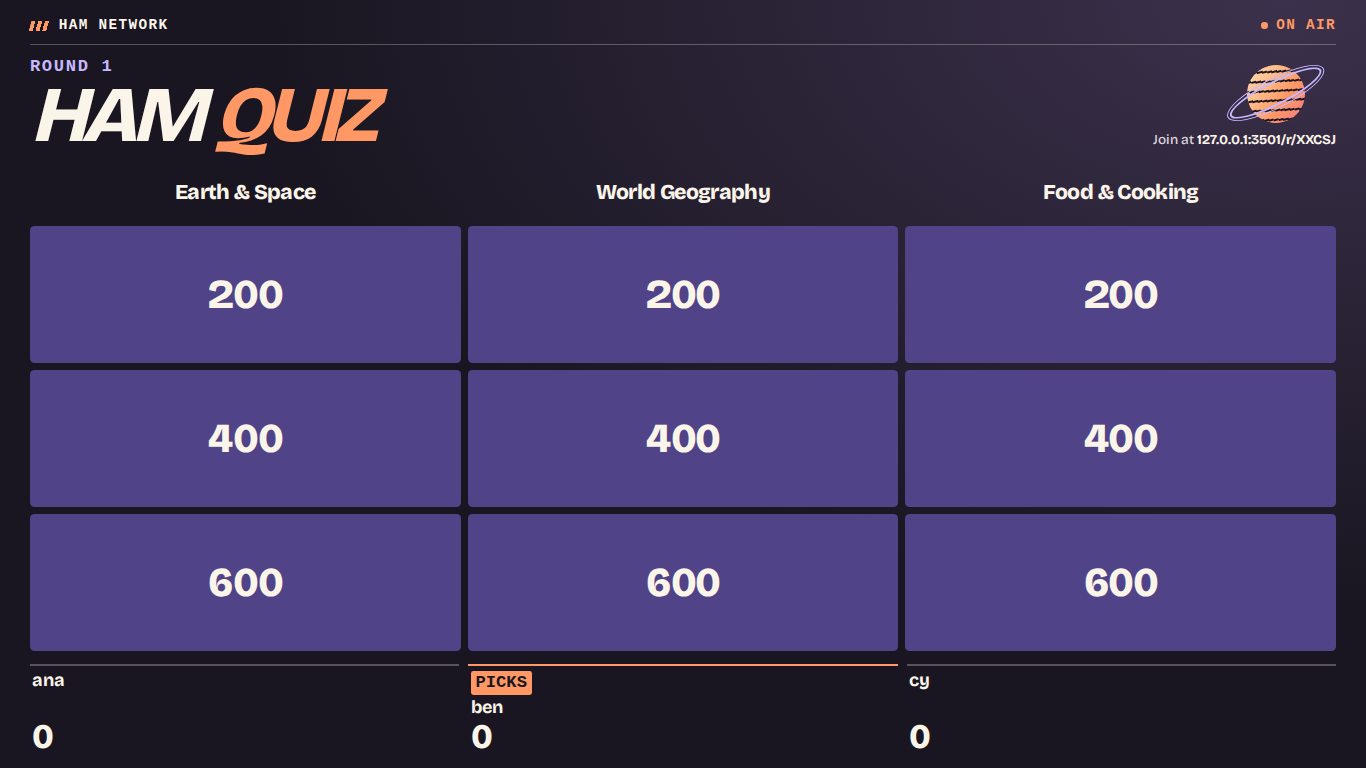 HAM NETWORK
ON AIR
ROUND 1
HAM QUIZ
Join at 127.0.0.1:3501/r/XXCSJ
Earth & Space
World Geography
Food & Cooking
200
200
200
400
400
400
600
600
600
ana
PICKS
ben
cy
0
0
0